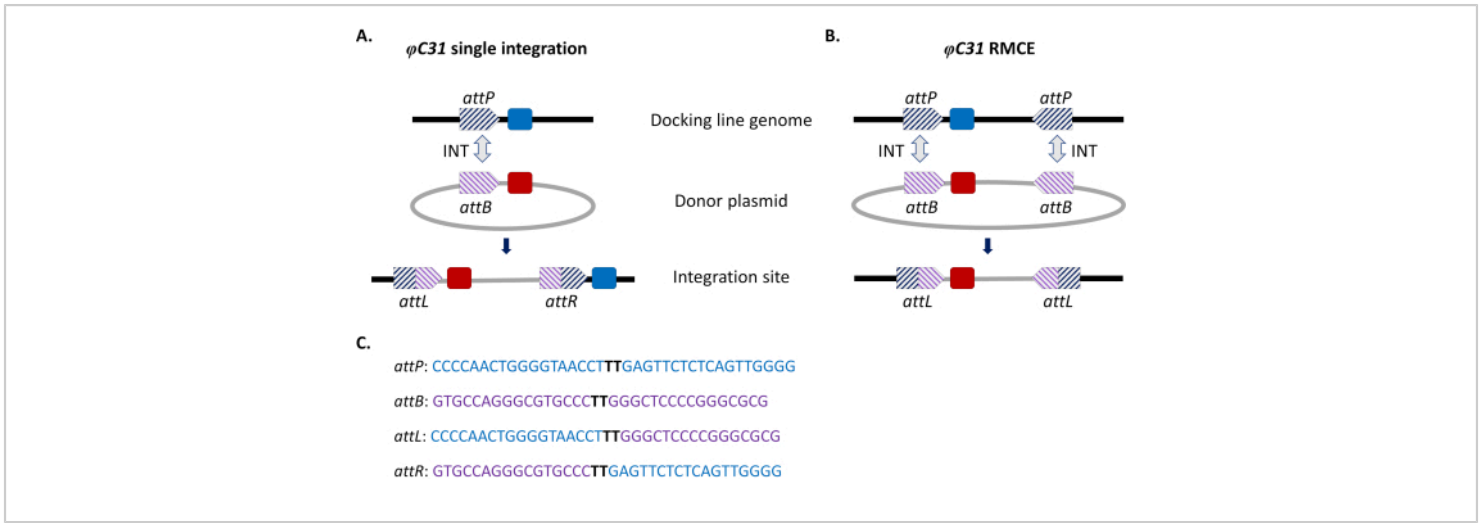 A.
φC31 single integration
B.
φC31 RMCE
attP
attP
attP
Docking line genome
INT
INT
INT
Donor plasmid
attB
attB
attB
Integration site
attL
attR
attL
attL
C.
attP: CCCCAACTGGGGTAACCTTTGAGTTCTCTCAGTTGGGG
attB: GTGCCAGGGCGTGCCCTTGGGCTCCCCGGGCGCG
attL: CCCCAACTGGGGTAACCTTTGGGCTCCCCGGGCGCG
attR: GTGCCAGGGCGTGCCCTTGAGTTCTCTCAGTTGGGG